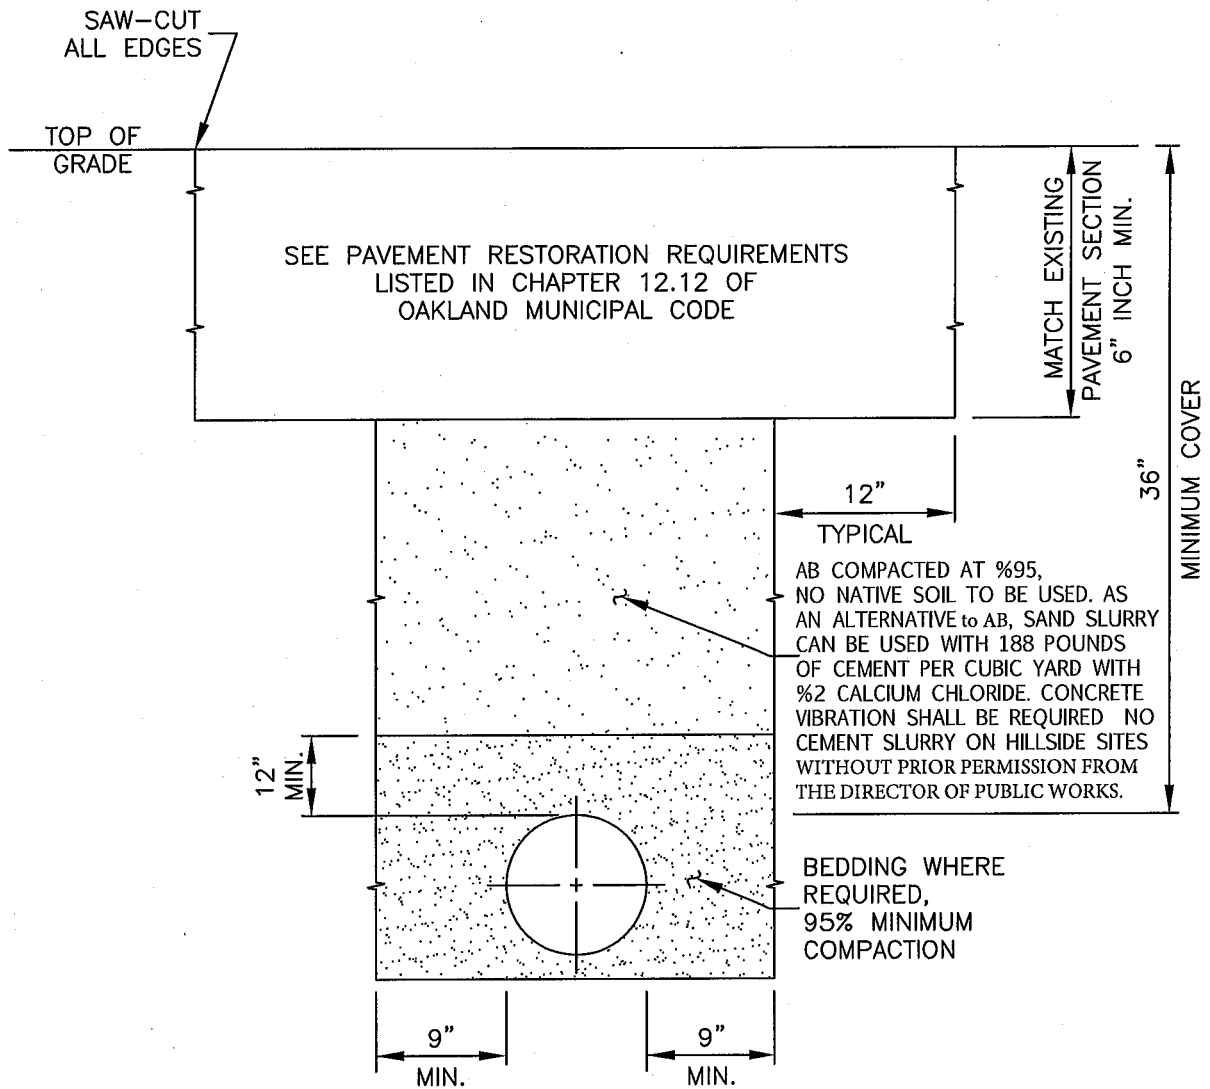 SAW-CUT
ALL EDGES
TOP OF
GRADE
SEE PAVEMENT RESTORATION REQUIREMENTS
LISTED IN CHAPTER 12.12 OF
OAKLAND MUNICIPAL CODE
MATCH EXISTING
PAVEMENT SECTION
6" INCH MIN.
36"
MINIMUM COVER
12"
TYPICAL
AB COMPACTED AT %95,
NO NATIVE SOIL TO BE USED. AS
AN ALTERNATIVE to AB, SAND SLURRY
CAN BE USED WITH 188 POUNDS
OF CEMENT PER CUBIC YARD WITH
%2 CALCIUM CHLORIDE. CONCRETE
VIBRATION SHALL BE REQUIRED NO
CEMENT SLURRY ON HILLSIDE SITES
WITHOUT PRIOR PERMISSION FROM
THE DIRECTOR OF PUBLIC WORKS.
12"
MIN.
BEDDING WHERE
REQUIRED,
95% MINIMUM
COMPACTION
9"
MIN.
9"
MIN.